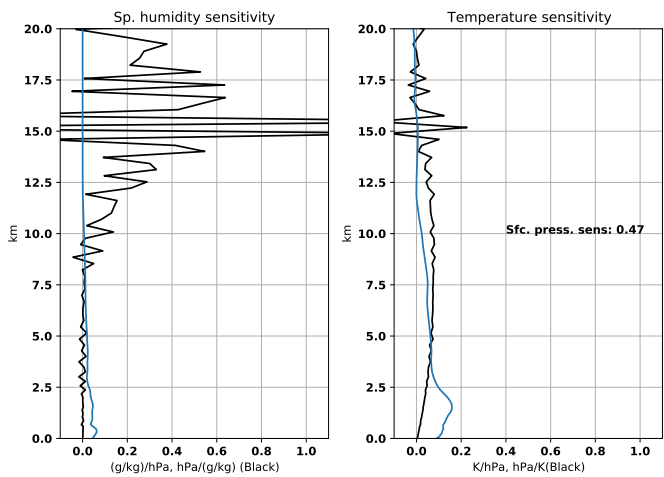 Sp. humidity sensitivity
20.0
17.5
15.0
12.5
10.0
7.5
5.0
2.5
0.0
km
0.0 0.2 0.4 0.6 0.8 1.0
(g/kg)/hPa, hPa/(g/kg) (Black)
Temperature sensitivity
20.0
17.5
15.0
12.5
10.0
7.5
5.0
2.5
0.0
km
Sfc. press. sens: 0.47
0.0 0.2 0.4 0.6 0.8 1.0
K/hPa, hPa/K(Black)